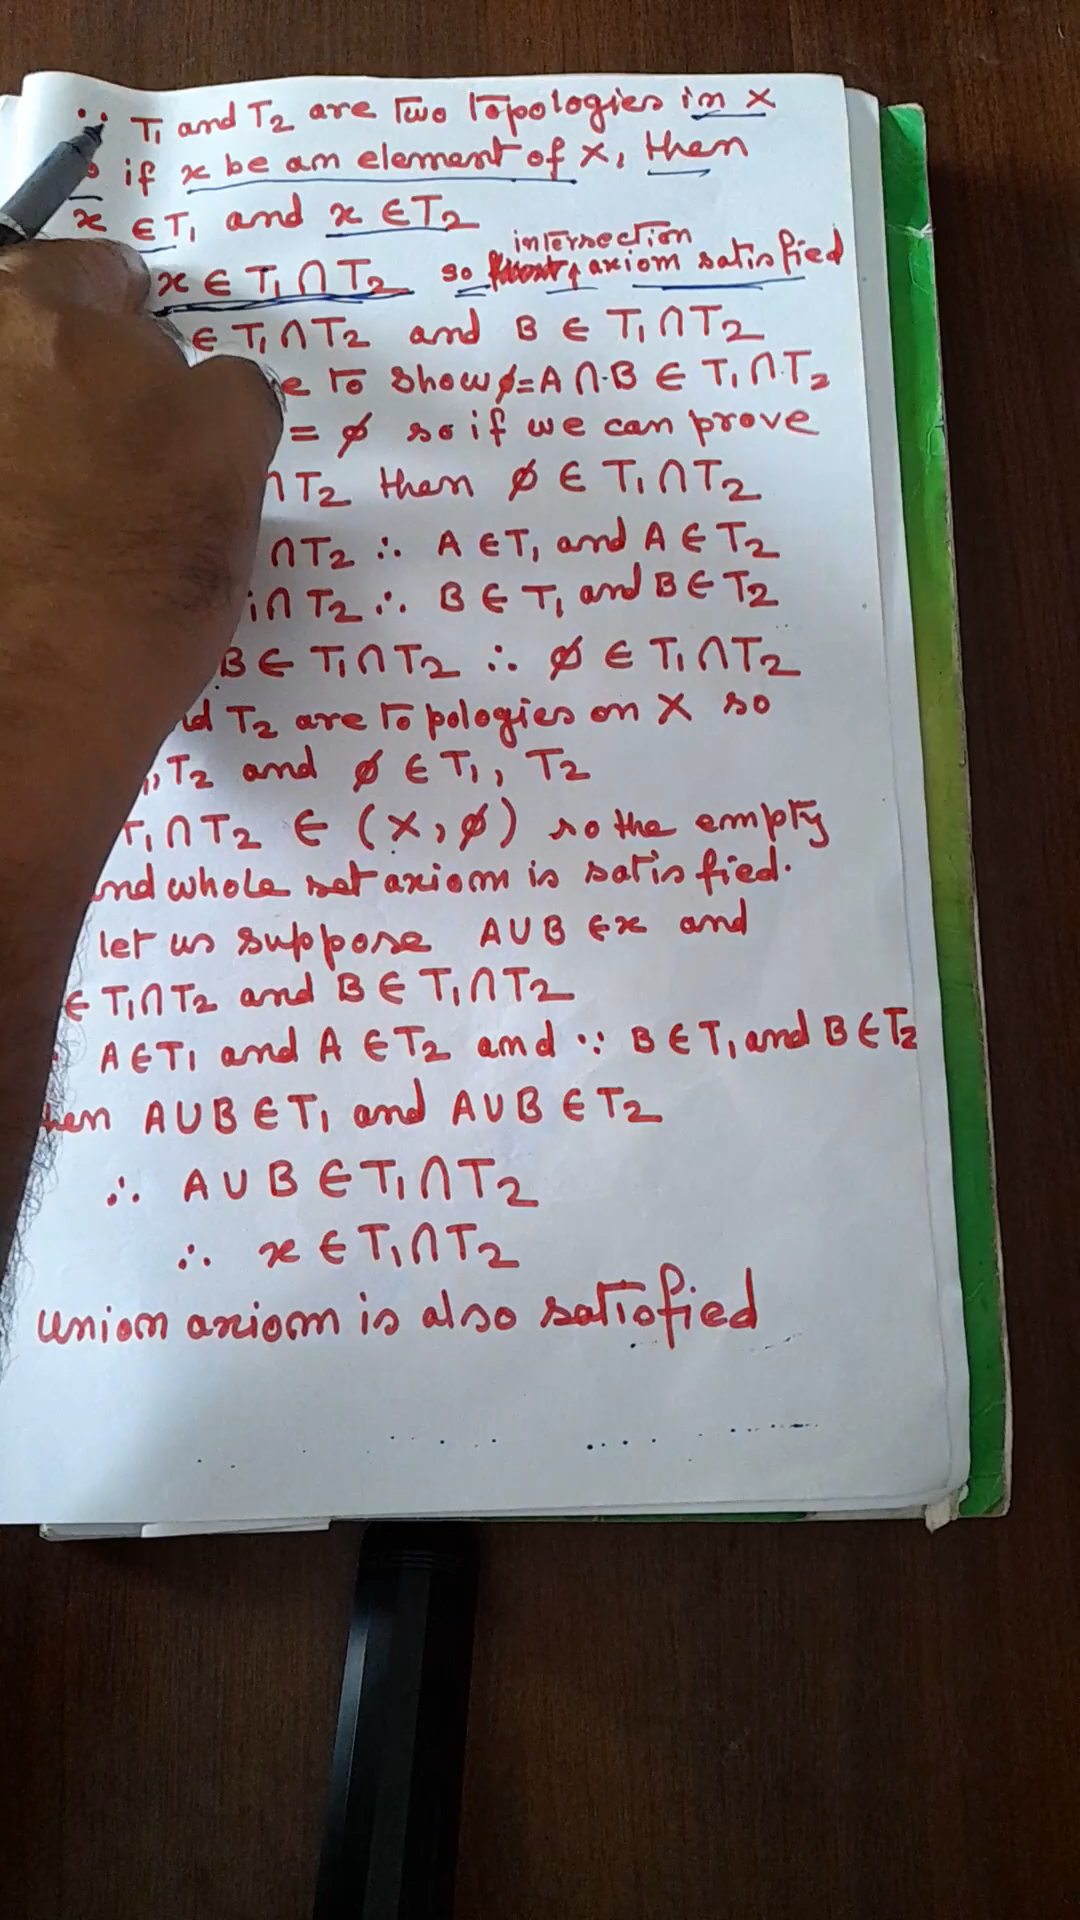 ∵ T₁ and T₂ are Two Topologies in X
if x be am element of X, then
x ∈ T₁ and x ∈ T₂
intersection
x ∈ T₁ ∩ T₂ so axiom satisfied
∈ T₁ ∩ T₂ and B ∈ T₁ ∩ T₂
e to show ∅ = A ∩ B ∈ T₁ ∩ T₂
= ∅ so if we can prove
∩ T₂ then ∅ ∈ T₁ ∩ T₂
∩ T₂ ∴ A ∈ T₁ and A ∈ T₂
∩ T₂ ∴ B ∈ T₁ and B ∈ T₂
B ∈ T₁ ∩ T₂ ∴ ∅ ∈ T₁ ∩ T₂
d T₂ are topologies on X so
, T₂ and ∅ ∈ T₁, T₂
T₁ ∩ T₂ ∈ (X, ∅) so the empty
nd whole set axiom is satisfied.
let us suppose A ∪ B ∈ x and
∈ T₁ ∩ T₂ and B ∈ T₁ ∩ T₂
A ∈ T₁ and A ∈ T₂ and ∵ B ∈ T₁ and B ∈ T₂
hen A ∪ B ∈ T₁ and A ∪ B ∈ T₂
∴ A ∪ B ∈ T₁ ∩ T₂
∴ x ∈ T₁ ∩ T₂
union axiom is also satisfied